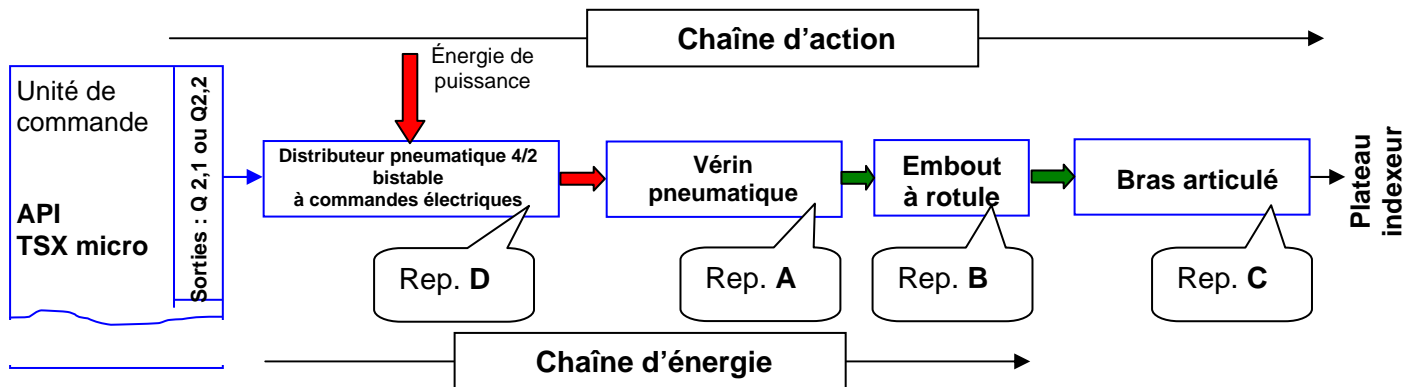 Chaîne d’action
Énergie de
puissance
Unité de
commande
API
TSX micro
Sorties : Q 2,1 ou Q2,2
Distributeur pneumatique 4/2
bistable
à commandes électriques
Vérin
pneumatique
Embout
à rotule
Bras articulé
Plateau
indexeur
Rep. D
Rep. A
Rep. B
Rep. C
Chaîne d’énergie